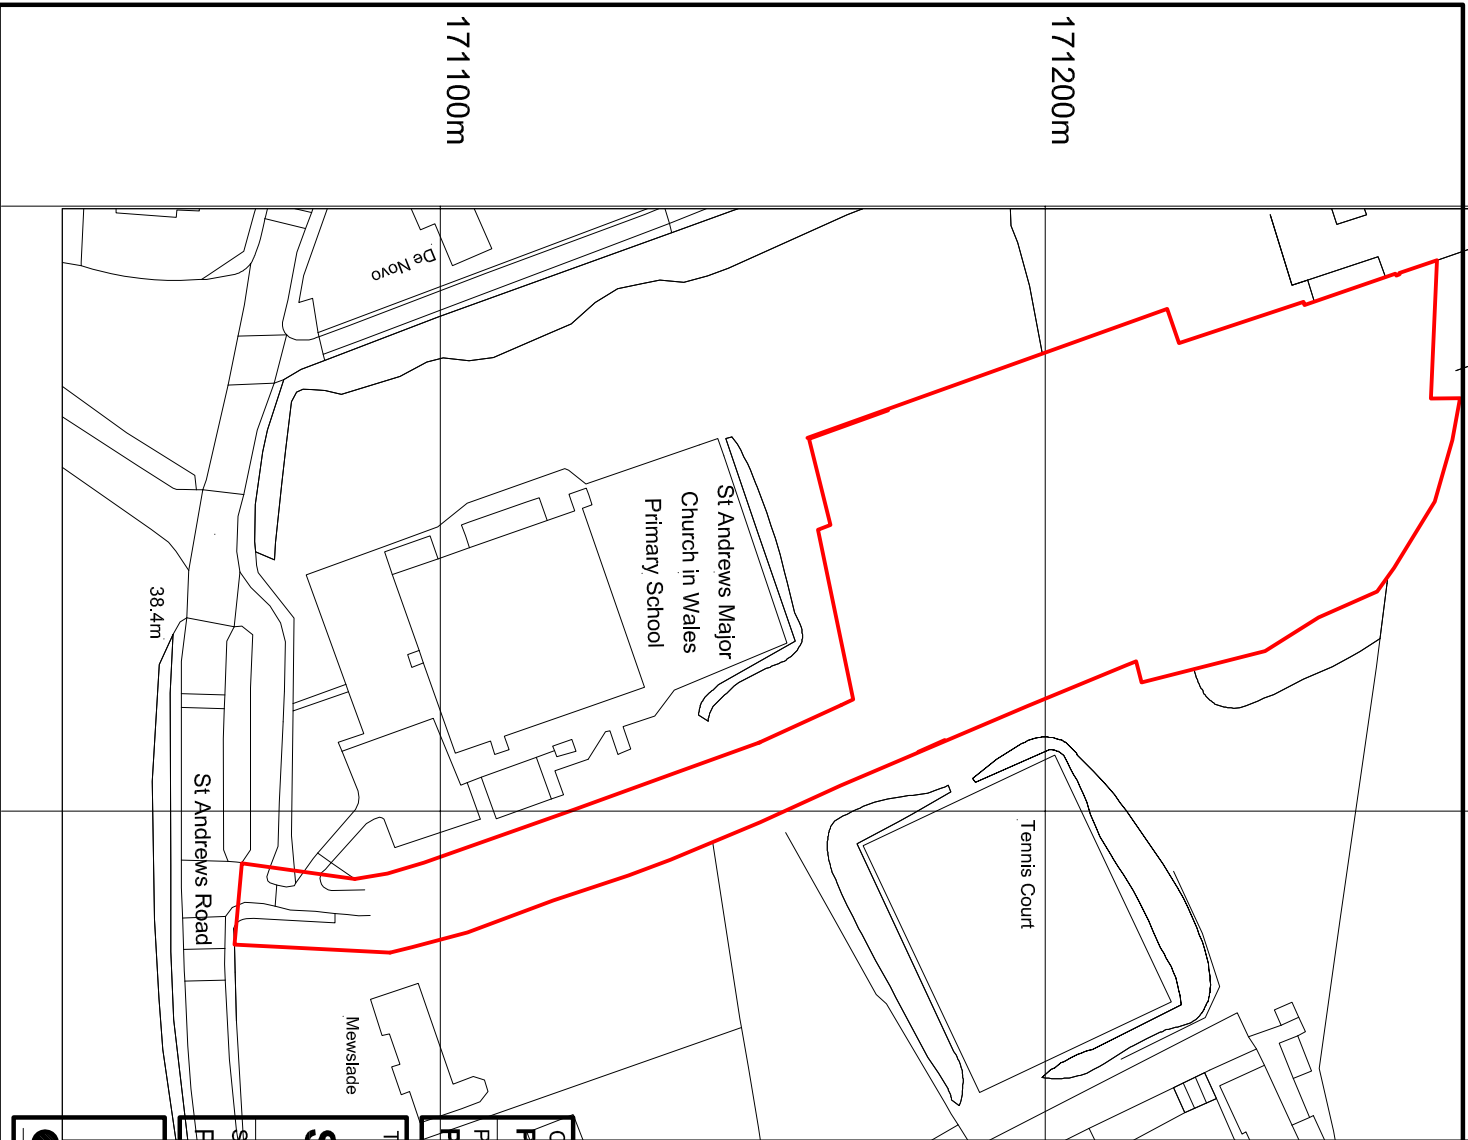 171200m
171100m
De Novo
St Andrews Major
Church in Wales
Primary School
Tennis Court
38.4m
St Andrews Road
Mewslade